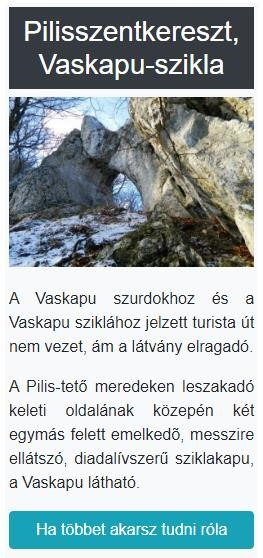 Pilisszentkereszt,
Vaskapu-szikla
A Vaskapu szurdokhoz és a
Vaskapu sziklához jelzett turista út
nem vezet, ám a látvány elragadó.
A Pilis-tető meredeken leszakadó
keleti oldalának közepén két
egymás felett emelkedő, messzire
ellátszó, diadalívszerű sziklakapu,
a Vaskapu látható.
Ha többet akarsz tudni róla